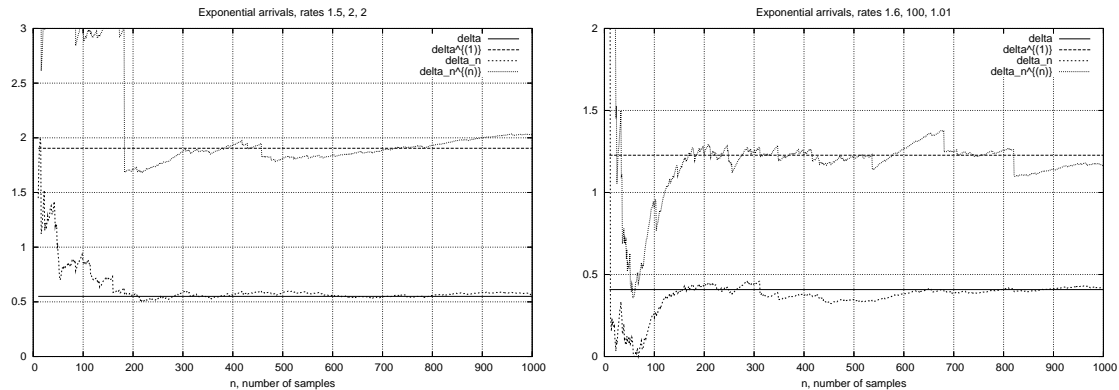 Exponential arrivals, rates 1.5, 2, 2
delta
delta^{(1)}
delta_n
delta_n^{(n)}
3
2.5
2
1.5
1
0.5
0
0 100 200 300 400 500 600 700 800 900 1000
n, number of samples
Exponential arrivals, rates 1.6, 100, 1.01
delta
delta^{(1)}
delta_n
delta_n^{(n)}
2
1.5
1
0.5
0
0 100 200 300 400 500 600 700 800 900 1000
n, number of samples